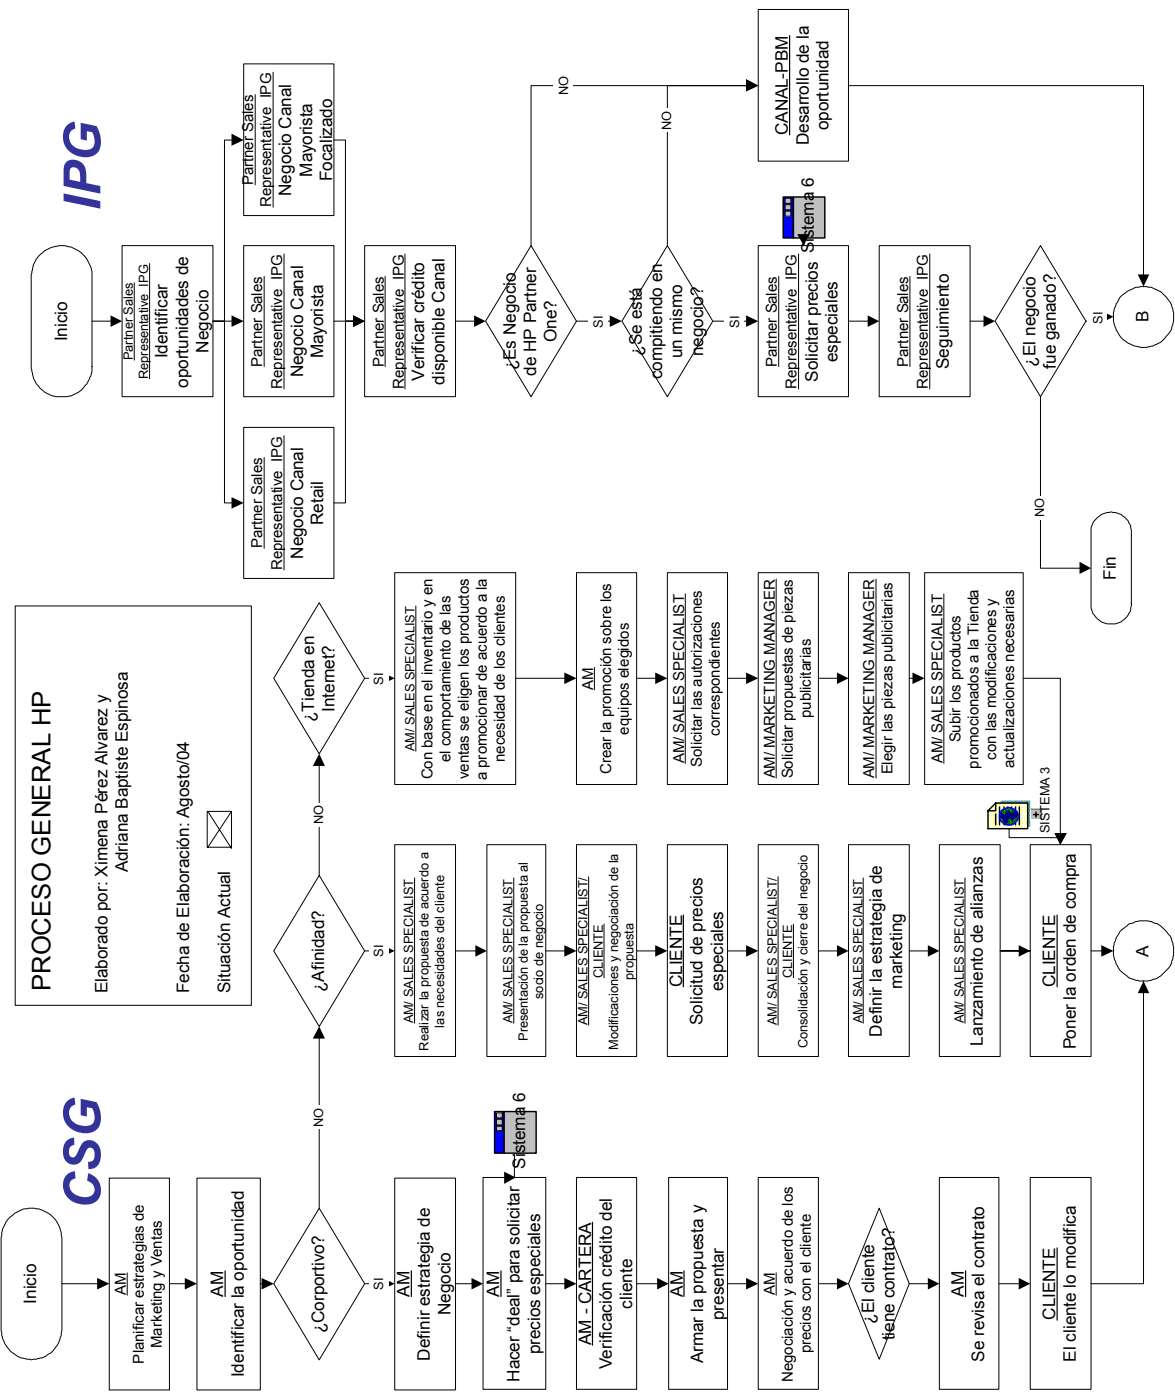 PROCESO GENERAL HP
Elaborado por: Ximena Pérez Alvarez y
Adriana Baptiste Espinosa
Fecha de Elaboración: Agosto/04
Situación Actual
CSG
Inicio
AM
Planificar estrategias de
Marketing y Ventas
AM
Identificar la oportunidad
¿Corportivo?
NO
SI
AM
Definir estrategia de
Negocio
AM
Hacer “deal” para solicitar
precios especiales
Sistema 6
AM - CARTERA
Verificación crédito del
cliente
AM
Armar la propuesta y
presentar
AM
Negociación y acuerdo de los
precios con el cliente
¿El cliente
tiene contrato?
AM
Se revisa el contrato
CLIENTE
El cliente lo modifica
¿Afinidad?
NO
SI
AM/ SALES SPECIALIST
Realizar la propuesta de acuerdo a
las necesidades del cliente
AM/ SALES SPECIALIST
Presentación de la propuesta al
socio de negocio
AM/ SALES SPECIALIST/
CLIENTE
Modificaciones y negociación de la
propuesta
CLIENTE
Solicitud de precios
especiales
AM/ SALES SPECIALIST/
CLIENTE
Consolidación y cierre del negocio
AM/ SALES SPECIALIST
Definir la estrategia de
marketing
AM/ SALES SPECIALIST
Lanzamiento de alianzas
CLIENTE
Poner la orden de compra
A
¿Tienda en
Internet?
SI
AM/ SALES SPECIALIST
Con base en el inventario y en
el comportamiento de las
ventas se eligen los productos
a promocionar de acuerdo a la
necesidad de los clientes
AM
Crear la promoción sobre los
equipos elegidos
AM/ SALES SPECIALIST
Solicitar las autorizaciones
correspondientes
AM/ MARKETING MANAGER
Solicitar propuestas de piezas
publicitarias
AM/ MARKETING MANAGER
Elegir las piezas publicitarias
AM/ SALES SPECIALIST
Subir los productos
promocionados a la Tienda
con las modificaciones y
actualizaciones necesarias
SISTEMA 3
IPG
Inicio
Partner Sales
Representative IPG
Identificar
oportunidades de
Negocio
Partner Sales
Representative IPG
Negocio Canal
Retail
Partner Sales
Representative IPG
Negocio Canal
Mayorista
Partner Sales
Representative IPG
Negocio Canal
Mayorista
Focalizado
Partner Sales
Representative IPG
Verificar crédito
disponible Canal
¿Es Negocio
de HP Partner
One?
NO
SI
¿Se está
compitiendo en
un mismo
negocio?
NO
SI
Partner Sales
Representative IPG
Solicitar precios
especiales
Sistema 6
CANAL-PBM
Desarrollo de la
oportunidad
Partner Sales
Representative IPG
Seguimiento
¿El negocio
fue ganado?
NO
SI
Fin
B